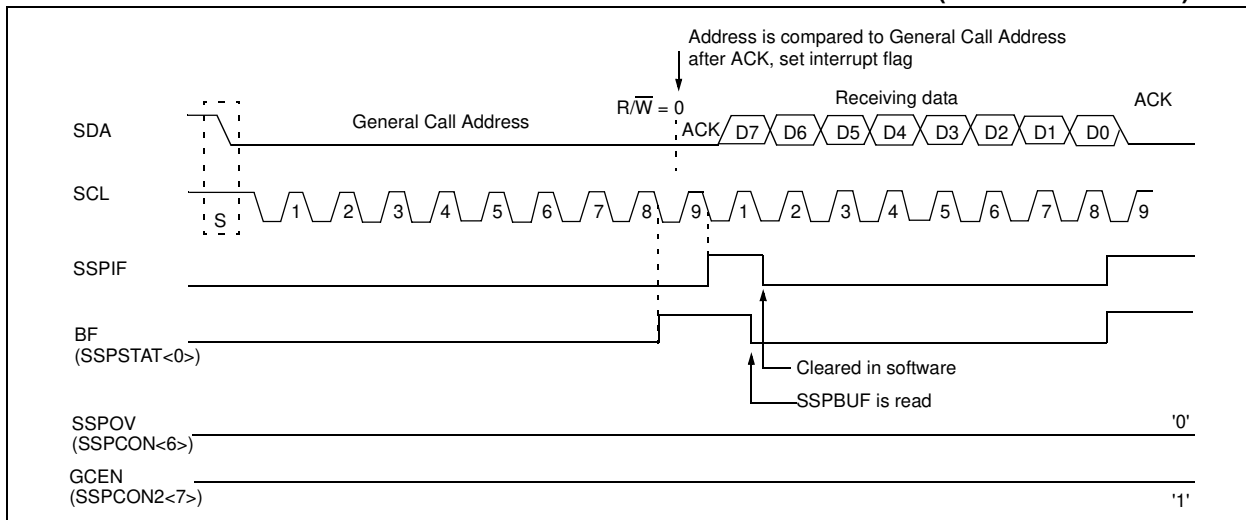 Address is compared to General Call Address
after ACK, set interrupt flag
R/W̅ = 0
Receiving data
ACK
SDA
General Call Address
ACK
D7 D6 D5 D4 D3 D2 D1 D0
SCL
S
1 2 3 4 5 6 7 8 9 1 2 3 4 5 6 7 8 9
SSPIF
BF
(SSPSTAT<0>)
Cleared in software
SSPBUF is read
SSPOV
(SSPCON<6>)
'0'
GCEN
(SSPCON2<7>)
'1'